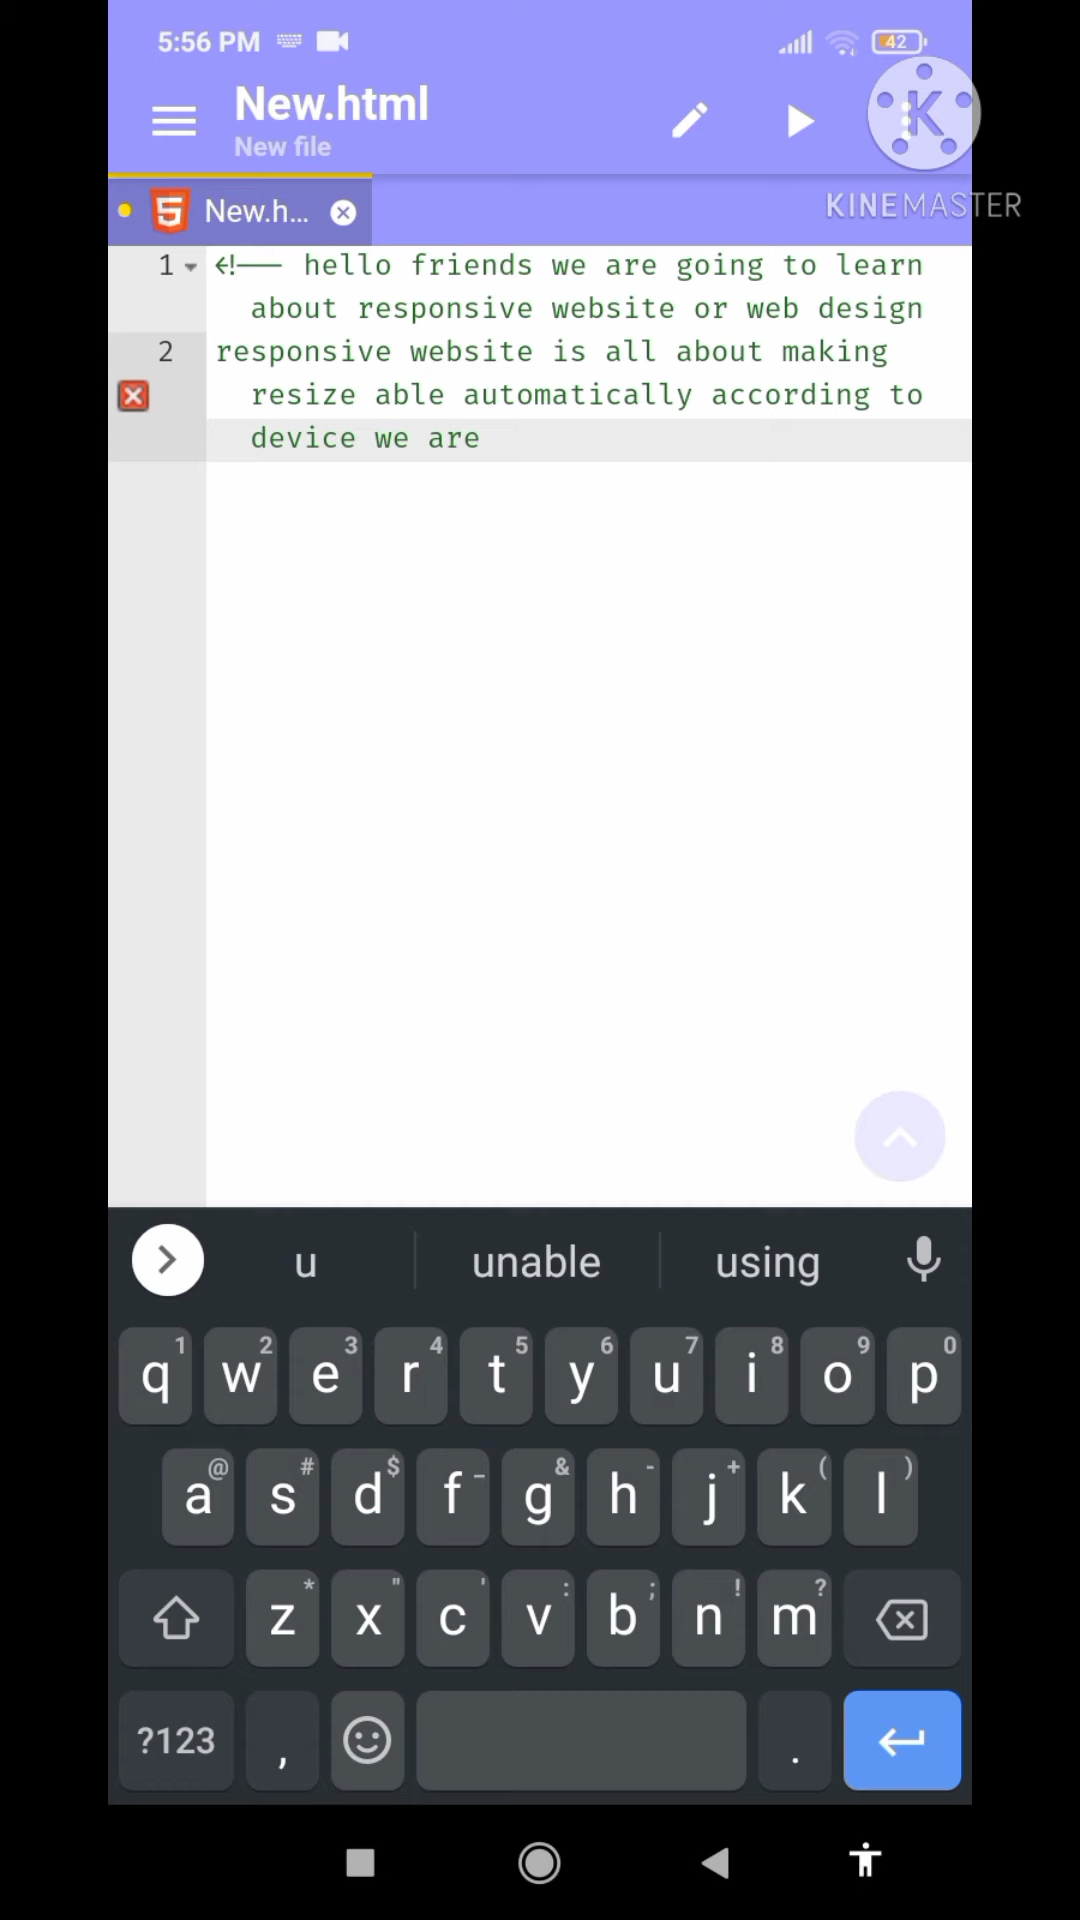 5:56 PM
42
New.html
New file
K
KINEMASTER
5 New.h...
1 <!-- hello friends we are going to learn
about responsive website or web design
2 responsive website is all about making
resize able automatically according to
device we are
u unable using
q 1 w 2 e 3 r 4 t 5 y 6 u 7 i 8 o 9 p 0
a @ s # d $ f _ g & h - j + k ( l )
z * x " c ' v : b ; n ! m ?
?123 , .